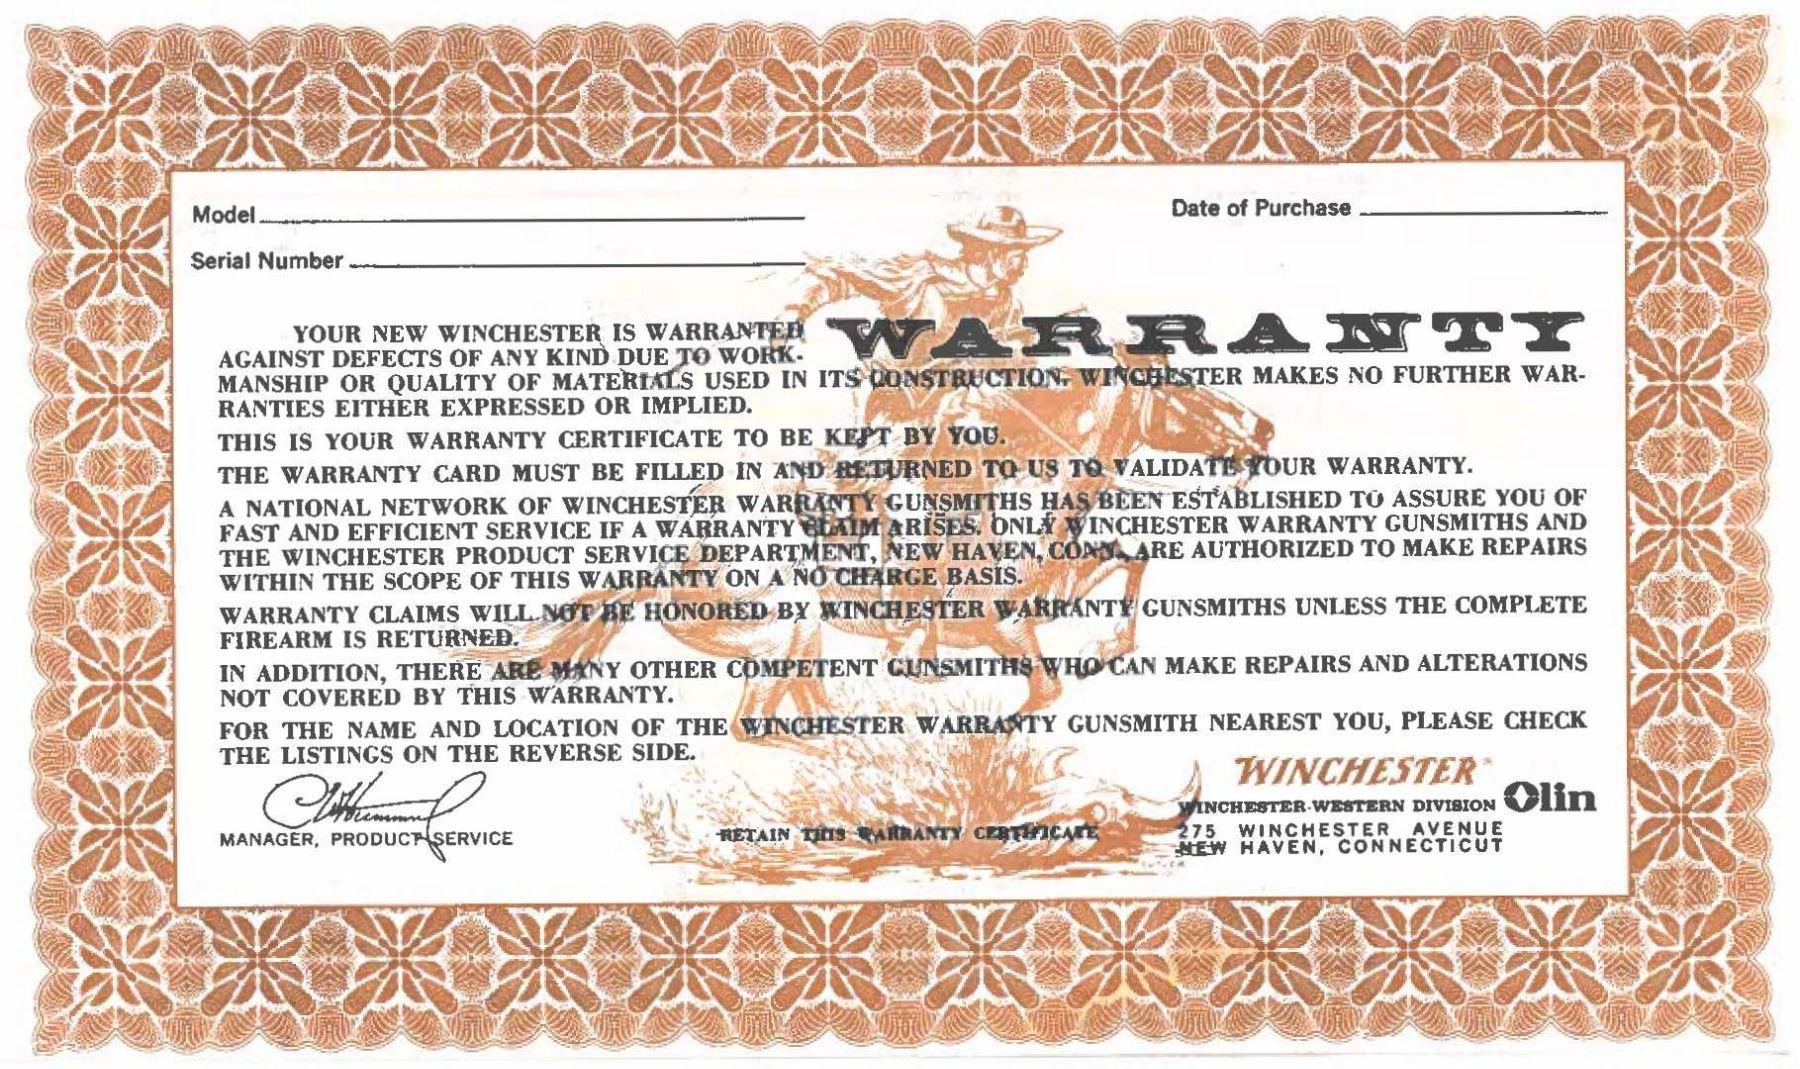 Model
Date of Purchase
Serial Number
WARRANTY
YOUR NEW WINCHESTER IS WARRANTED
AGAINST DEFECTS OF ANY KIND DUE TO WORK-
MANSHIP OR QUALITY OF MATERIALS USED IN ITS CONSTRUCTION. WINCHESTER MAKES NO FURTHER WAR-
RANTIES EITHER EXPRESSED OR IMPLIED.
THIS IS YOUR WARRANTY CERTIFICATE TO BE KEPT BY YOU.
THE WARRANTY CARD MUST BE FILLED IN AND RETURNED TO US TO VALIDATE YOUR WARRANTY.
A NATIONAL NETWORK OF WINCHESTER WARRANTY GUNSMITHS HAS BEEN ESTABLISHED TO ASSURE YOU OF
FAST AND EFFICIENT SERVICE IF A WARRANTY CLAIM ARISES. ONLY WINCHESTER WARRANTY GUNSMITHS AND
THE WINCHESTER PRODUCT SERVICE DEPARTMENT, NEW HAVEN, CONN., ARE AUTHORIZED TO MAKE REPAIRS
WITHIN THE SCOPE OF THIS WARRANTY ON A NO CHARGE BASIS.
WARRANTY CLAIMS WILL NOT BE HONORED BY WINCHESTER WARRANTY GUNSMITHS UNLESS THE COMPLETE
FIREARM IS RETURNED.
IN ADDITION, THERE ARE MANY OTHER COMPETENT GUNSMITHS WHO CAN MAKE REPAIRS AND ALTERATIONS
NOT COVERED BY THIS WARRANTY.
FOR THE NAME AND LOCATION OF THE WINCHESTER WARRANTY GUNSMITH NEAREST YOU, PLEASE CHECK
THE LISTINGS ON THE REVERSE SIDE.
MANAGER, PRODUCT SERVICE
RETAIN THIS WARRANTY CERTIFICATE
WINCHESTER
WINCHESTER-WESTERN DIVISION Olin
275 WINCHESTER AVENUE
NEW HAVEN, CONNECTICUT